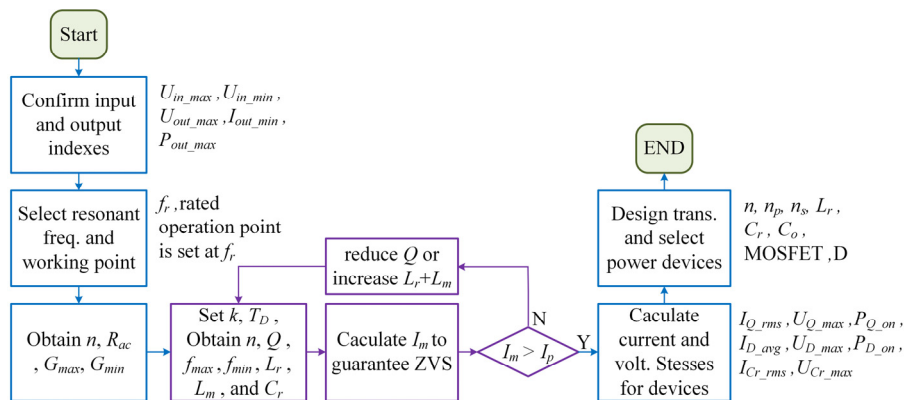 Start
Confirm input
and output
indexes
U_in_max ,U_in_min ,
U_out_max ,I_out_min ,
P_out_max
Select resonant
freq. and
working point
f_r ,rated
operation point
is set at f_r
Obtain n, R_ac
, G_max, G_min
Set k, T_D ,
Obtain n, Q ,
f_max , f_min , L_r ,
L_m , and C_r
reduce Q or
increase L_r+L_m
Caculate I_m to
guarantee ZVS
I_m > I_p
N
Y
Caculate
current and
volt. Stesses
for devices
I_Q_rms ,U_Q_max ,P_Q_on ,
I_D_avg ,U_D_max ,P_D_on ,
I_Cr_rms ,U_Cr_max
Design trans.
and select
power devices
n, n_p, n_s, L_r ,
C_r , C_o ,
MOSFET ,D
END